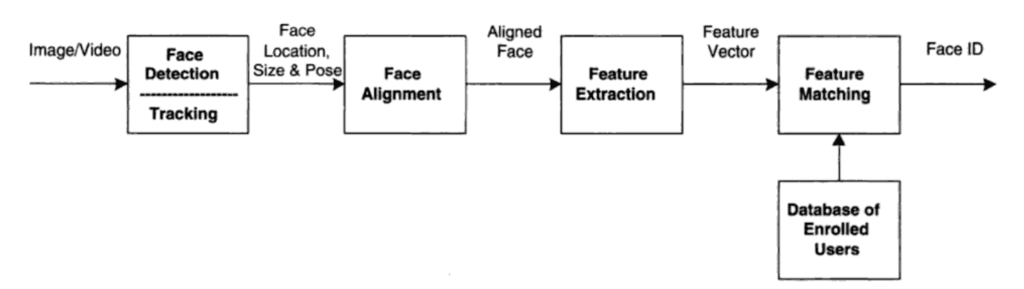 Image/Video
Face
Detection
Tracking
Face
Location,
Size & Pose
Face
Alignment
Aligned
Face
Feature
Extraction
Feature
Vector
Feature
Matching
Face ID
Database of
Enrolled
Users